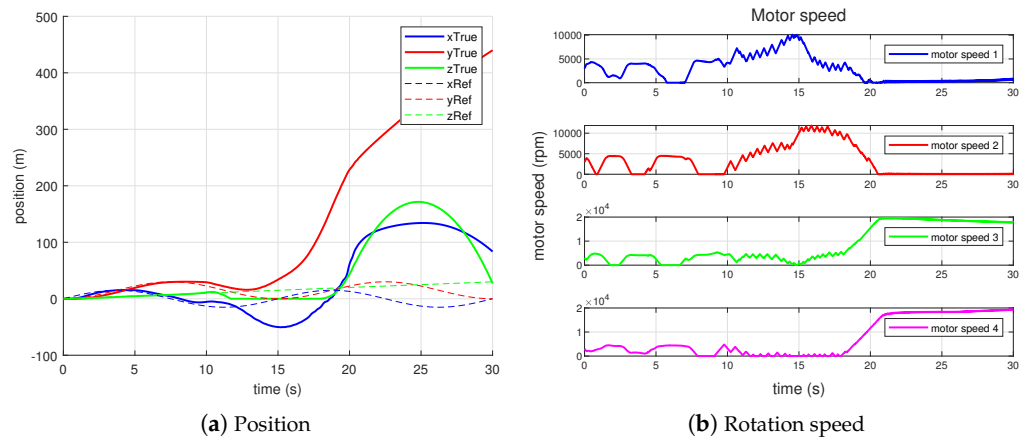 500
400
300
200
100
0
-100
position (m)
xTrue
yTrue
zTrue
xRef
yRef
zRef
0 5 10 15 20 25 30
time (s)
(a) Position
Motor speed
motor speed (rpm)
10000
5000
0
motor speed 1
0 5 10 15 20 25 30
10000
5000
0
motor speed 2
0 5 10 15 20 25 30
×10^4
2
1
0
motor speed 3
0 5 10 15 20 25 30
×10^4
2
1
0
motor speed 4
0 5 10 15 20 25 30
time (s)
(b) Rotation speed